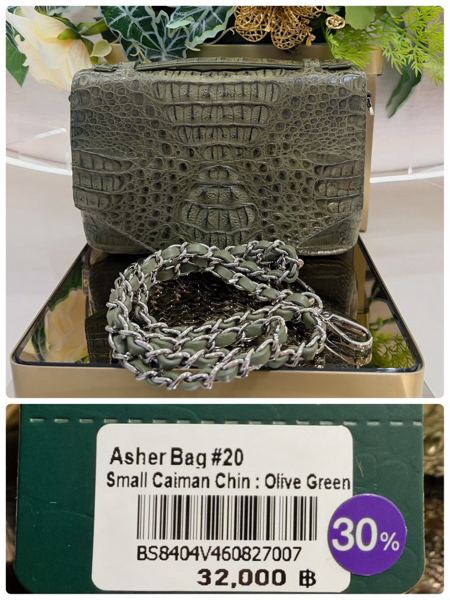 Asher Bag #20
Small Caiman Chin : Olive Green
BS8404V460827007
32,000 ฿
30%